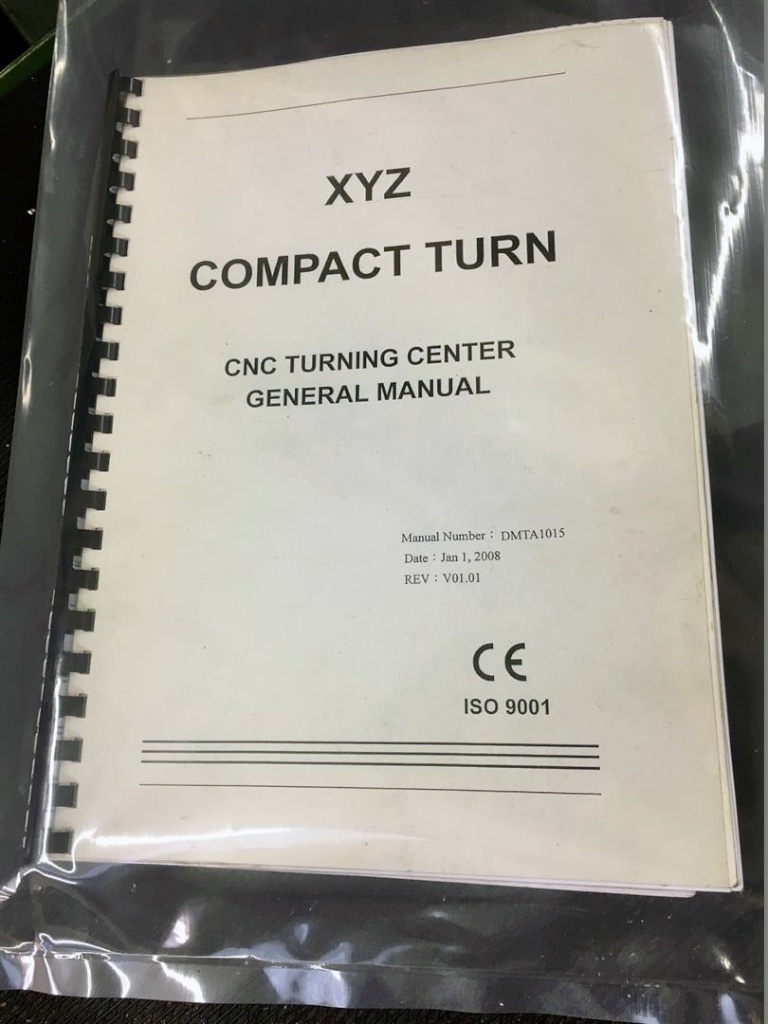 XYZ
COMPACT TURN
CNC TURNING CENTER
GENERAL MANUAL
Manual Number : DMTA1015
Date : Jan 1, 2008
REV : V01.01
CE
ISO 9001